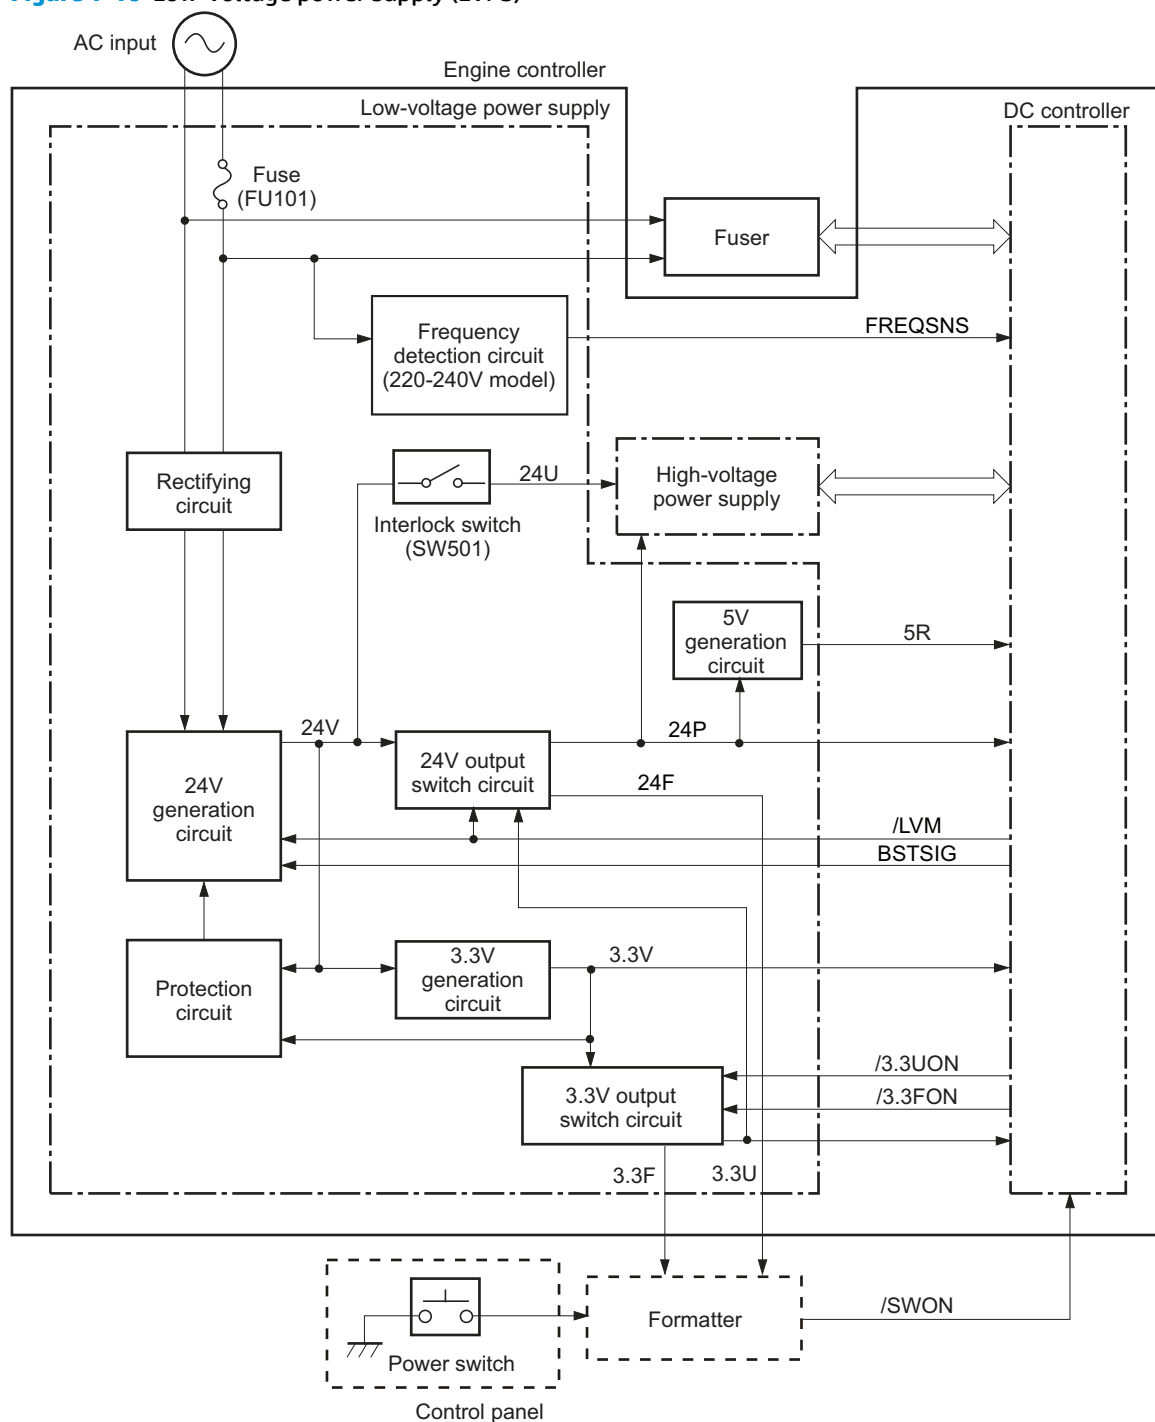 AC input
Engine controller
Low-voltage power supply
DC controller
Fuse
(FU101)
Fuser
Frequency
detection circuit
(220-240V model)
FREQSNS
Rectifying
circuit
24U
Interlock switch
(SW501)
High-voltage
power supply
5V
generation
circuit
5R
24V
24V
generation
circuit
24V output
switch circuit
24P
24F
/LVM
BSTSIG
Protection
circuit
3.3V
generation
circuit
3.3V
3.3V output
switch circuit
/3.3UON
/3.3FON
3.3F
3.3U
Power switch
Formatter
/SWON
Control panel